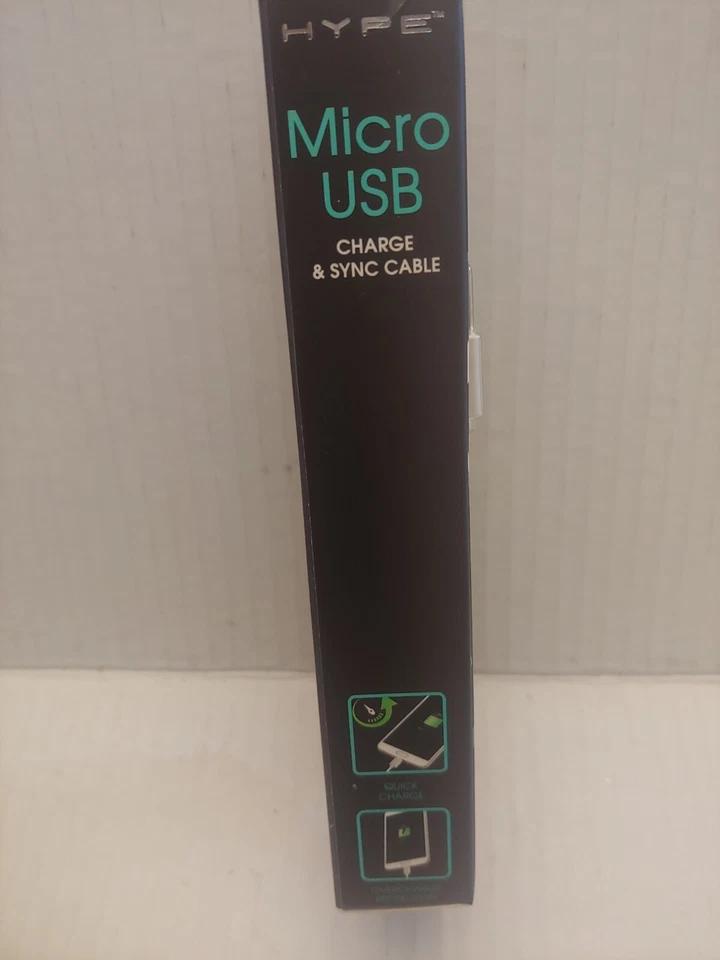 HYPE™
Micro
USB
CHARGE
& SYNC CABLE
QUICK
CHARGE